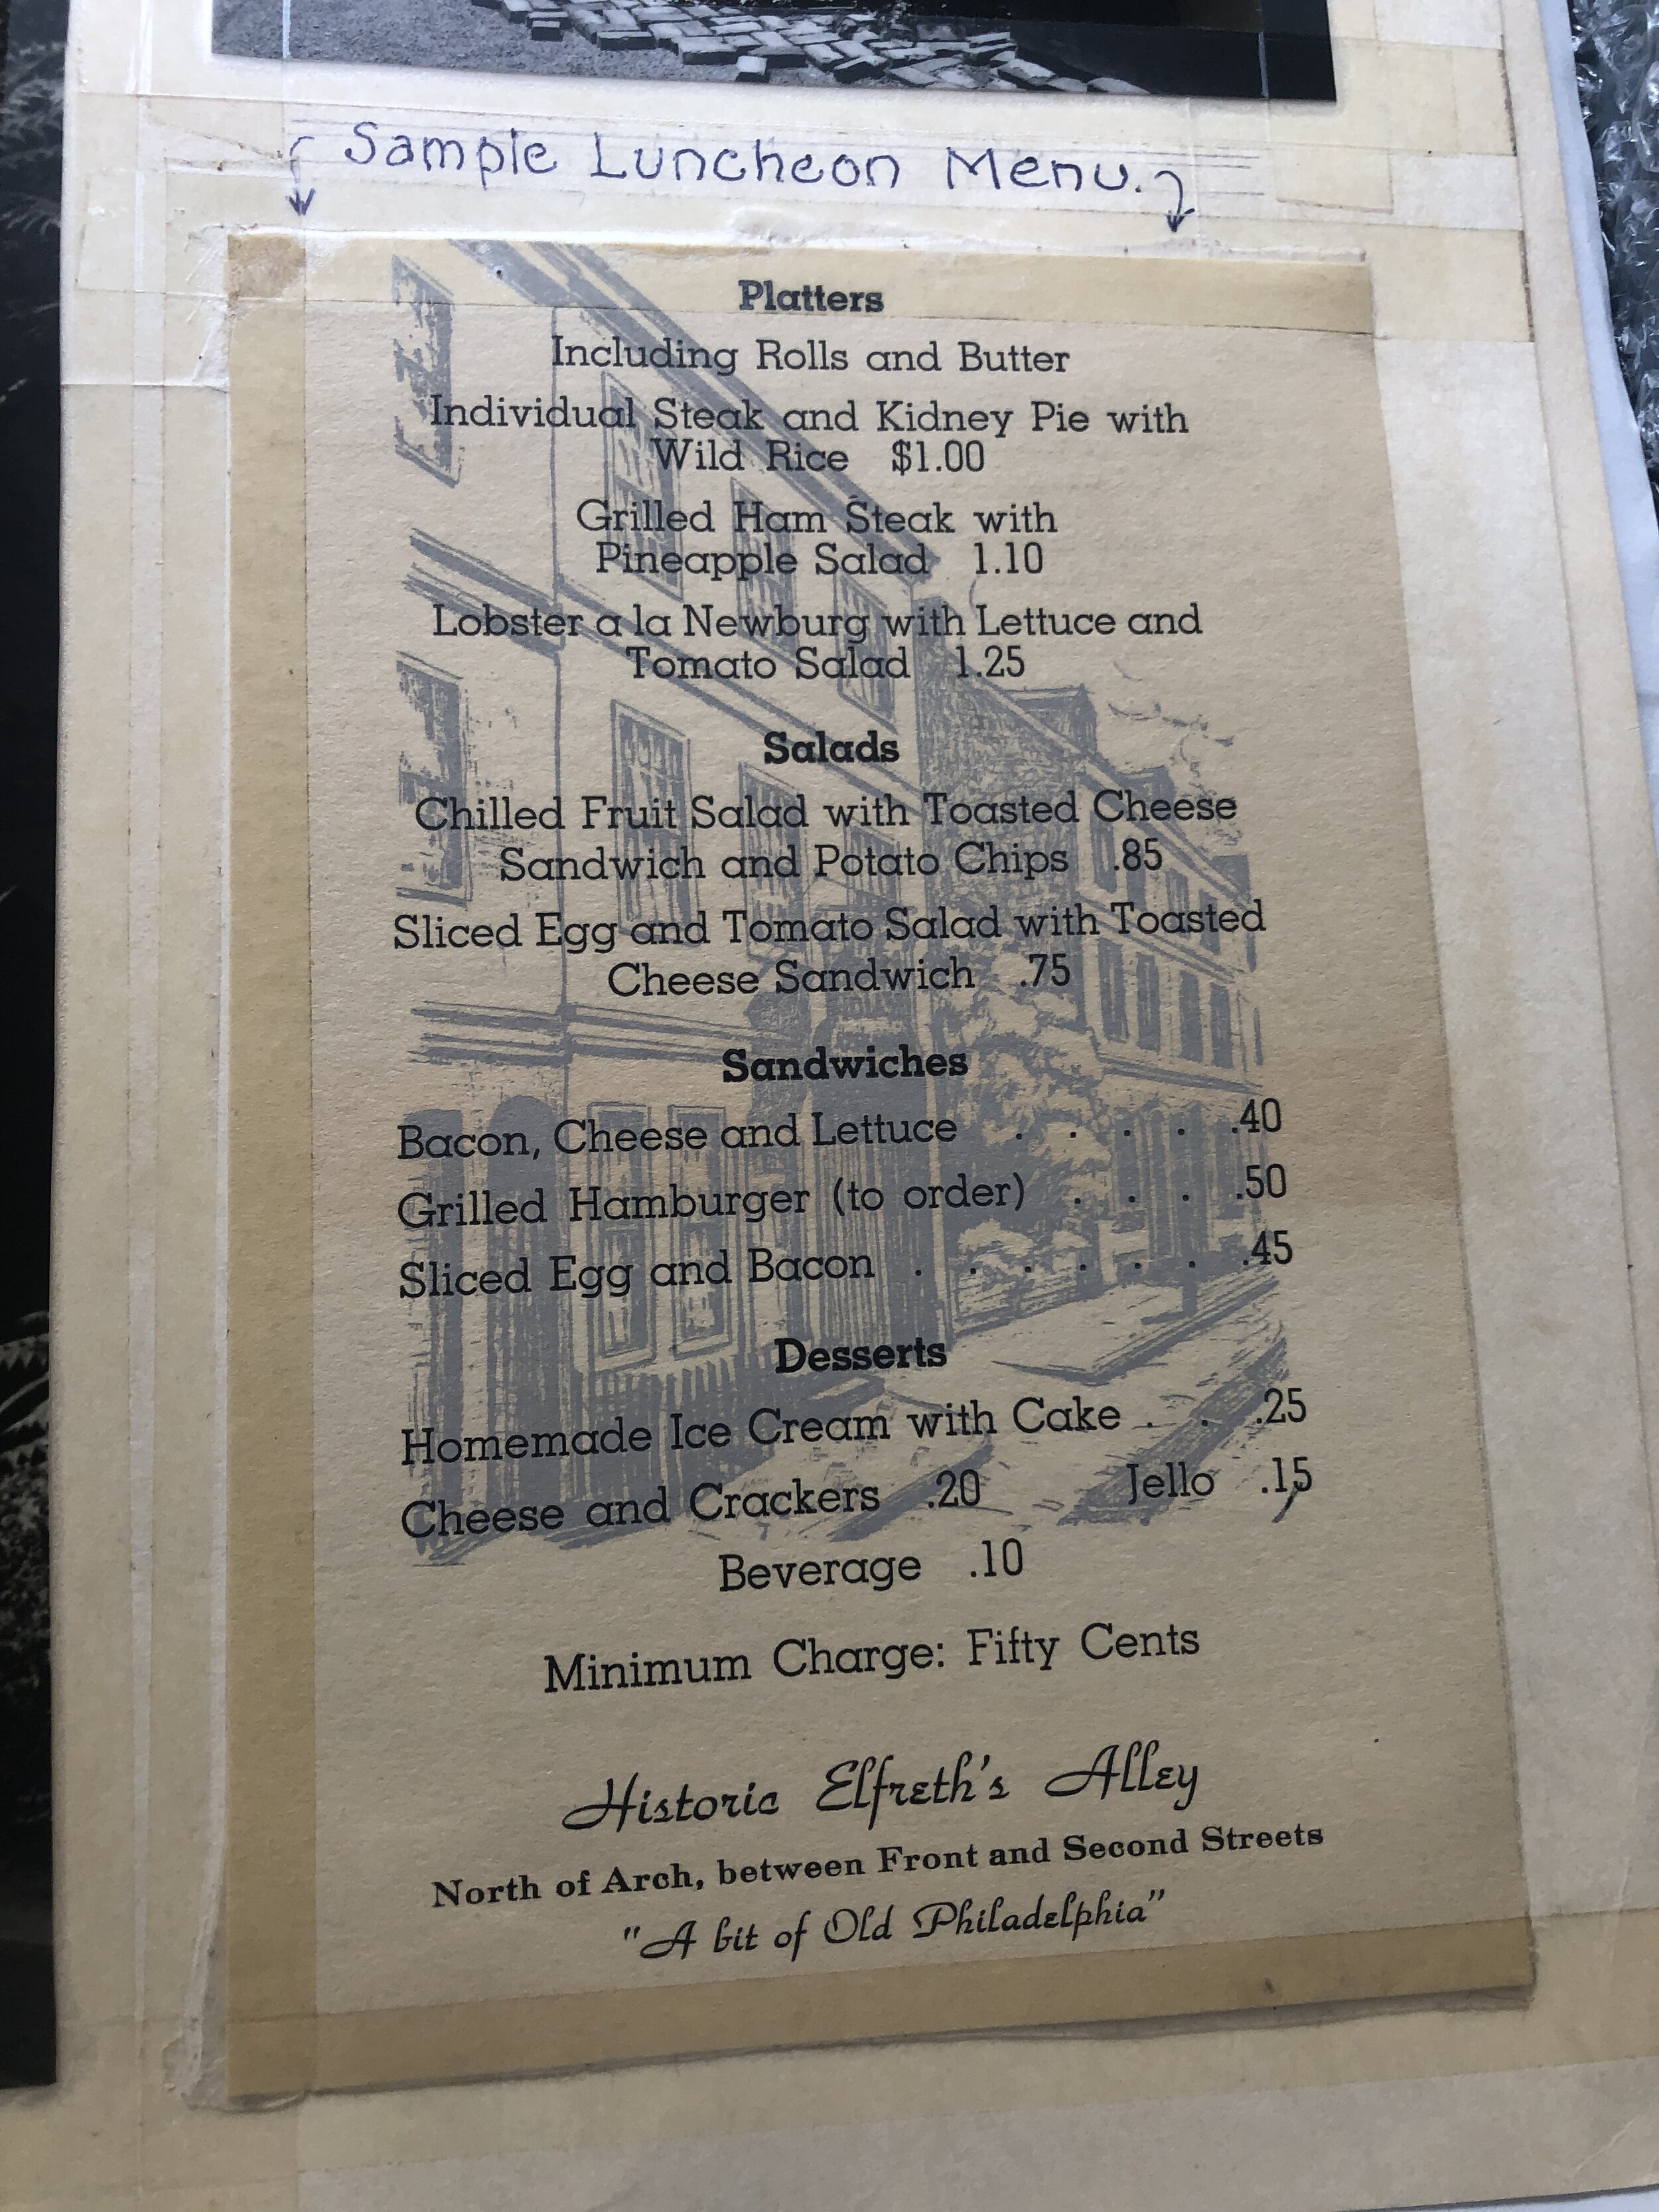 Sample Luncheon Menu.
Platters
Including Rolls and Butter
Individual Steak and Kidney Pie with
Wild Rice $1.00
Grilled Ham Steak with
Pineapple Salad 1.10
Lobster a la Newburg with Lettuce and
Tomato Salad 1.25
Salads
Chilled Fruit Salad with Toasted Cheese
Sandwich and Potato Chips .85
Sliced Egg and Tomato Salad with Toasted
Cheese Sandwich .75
Sandwiches
Bacon, Cheese and Lettuce . . . . .40
Grilled Hamburger (to order) . . . .50
Sliced Egg and Bacon . . . . . . .45
Desserts
Homemade Ice Cream with Cake . . .25
Cheese and Crackers .20 Jello .15
Beverage .10
Minimum Charge: Fifty Cents
Historic Elfreth's Alley
North of Arch, between Front and Second Streets
"A bit of Old Philadelphia"